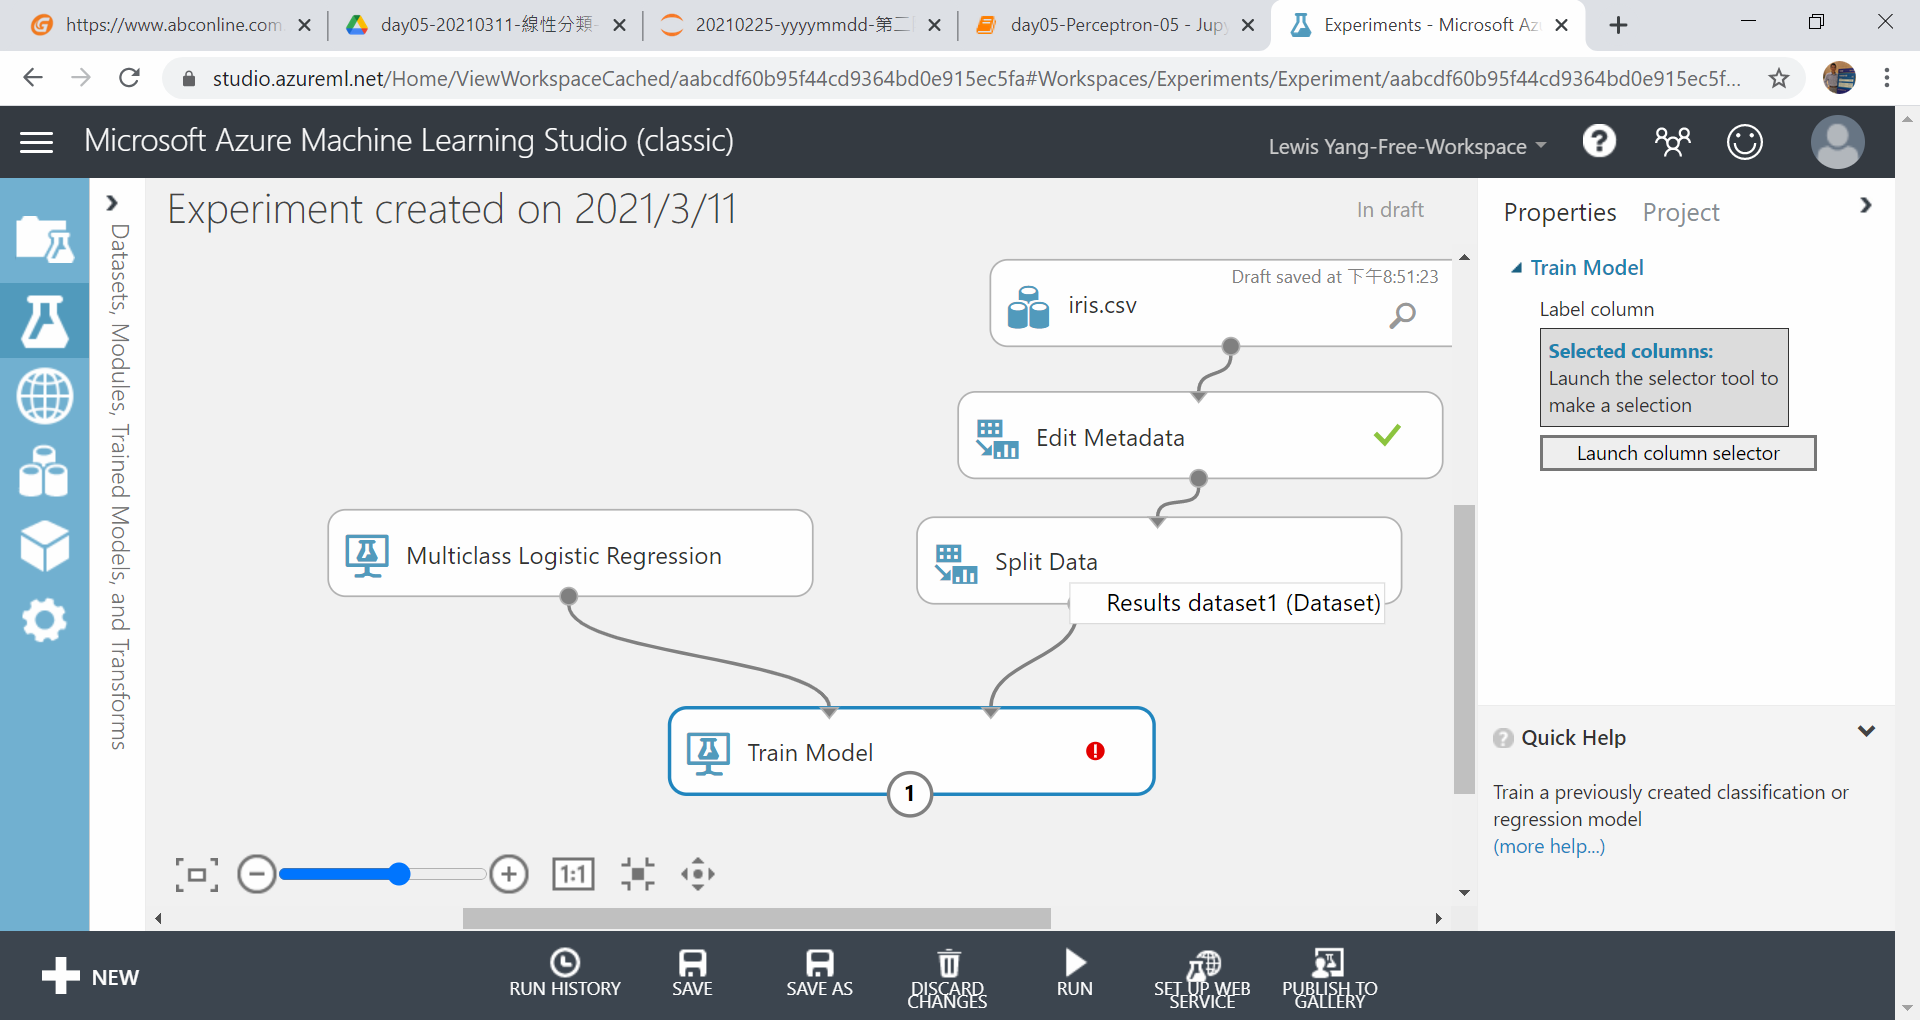 https://www.abconline.com
day05-20210311-線性分類-
20210225-yyyymmdd-第二
day05-Perceptron-05 - Jupy
Experiments - Microsoft Az
studio.azureml.net/Home/ViewWorkspaceCached/aabcdf60b95f44cd9364bd0e915ec5fa#Workspaces/Experiments/Experiment/aabcdf60b95f44cd9364bd0e915ec5f...
Microsoft Azure Machine Learning Studio (classic)
Lewis Yang-Free-Workspace
Datasets, Modules, Trained Models, and Transforms
Experiment created on 2021/3/11
In draft
Draft saved at 下午8:51:23
iris.csv
Edit Metadata
Multiclass Logistic Regression
Split Data
Results dataset1 (Dataset)
Train Model
1
1:1
Properties
Project
Train Model
Label column
Selected columns:
Launch the selector tool to
make a selection
Launch column selector
Quick Help
Train a previously created classification or
regression model
(more help...)
NEW
RUN HISTORY
SAVE
SAVE AS
DISCARD
CHANGES
RUN
SET UP WEB
SERVICE
PUBLISH TO
GALLERY